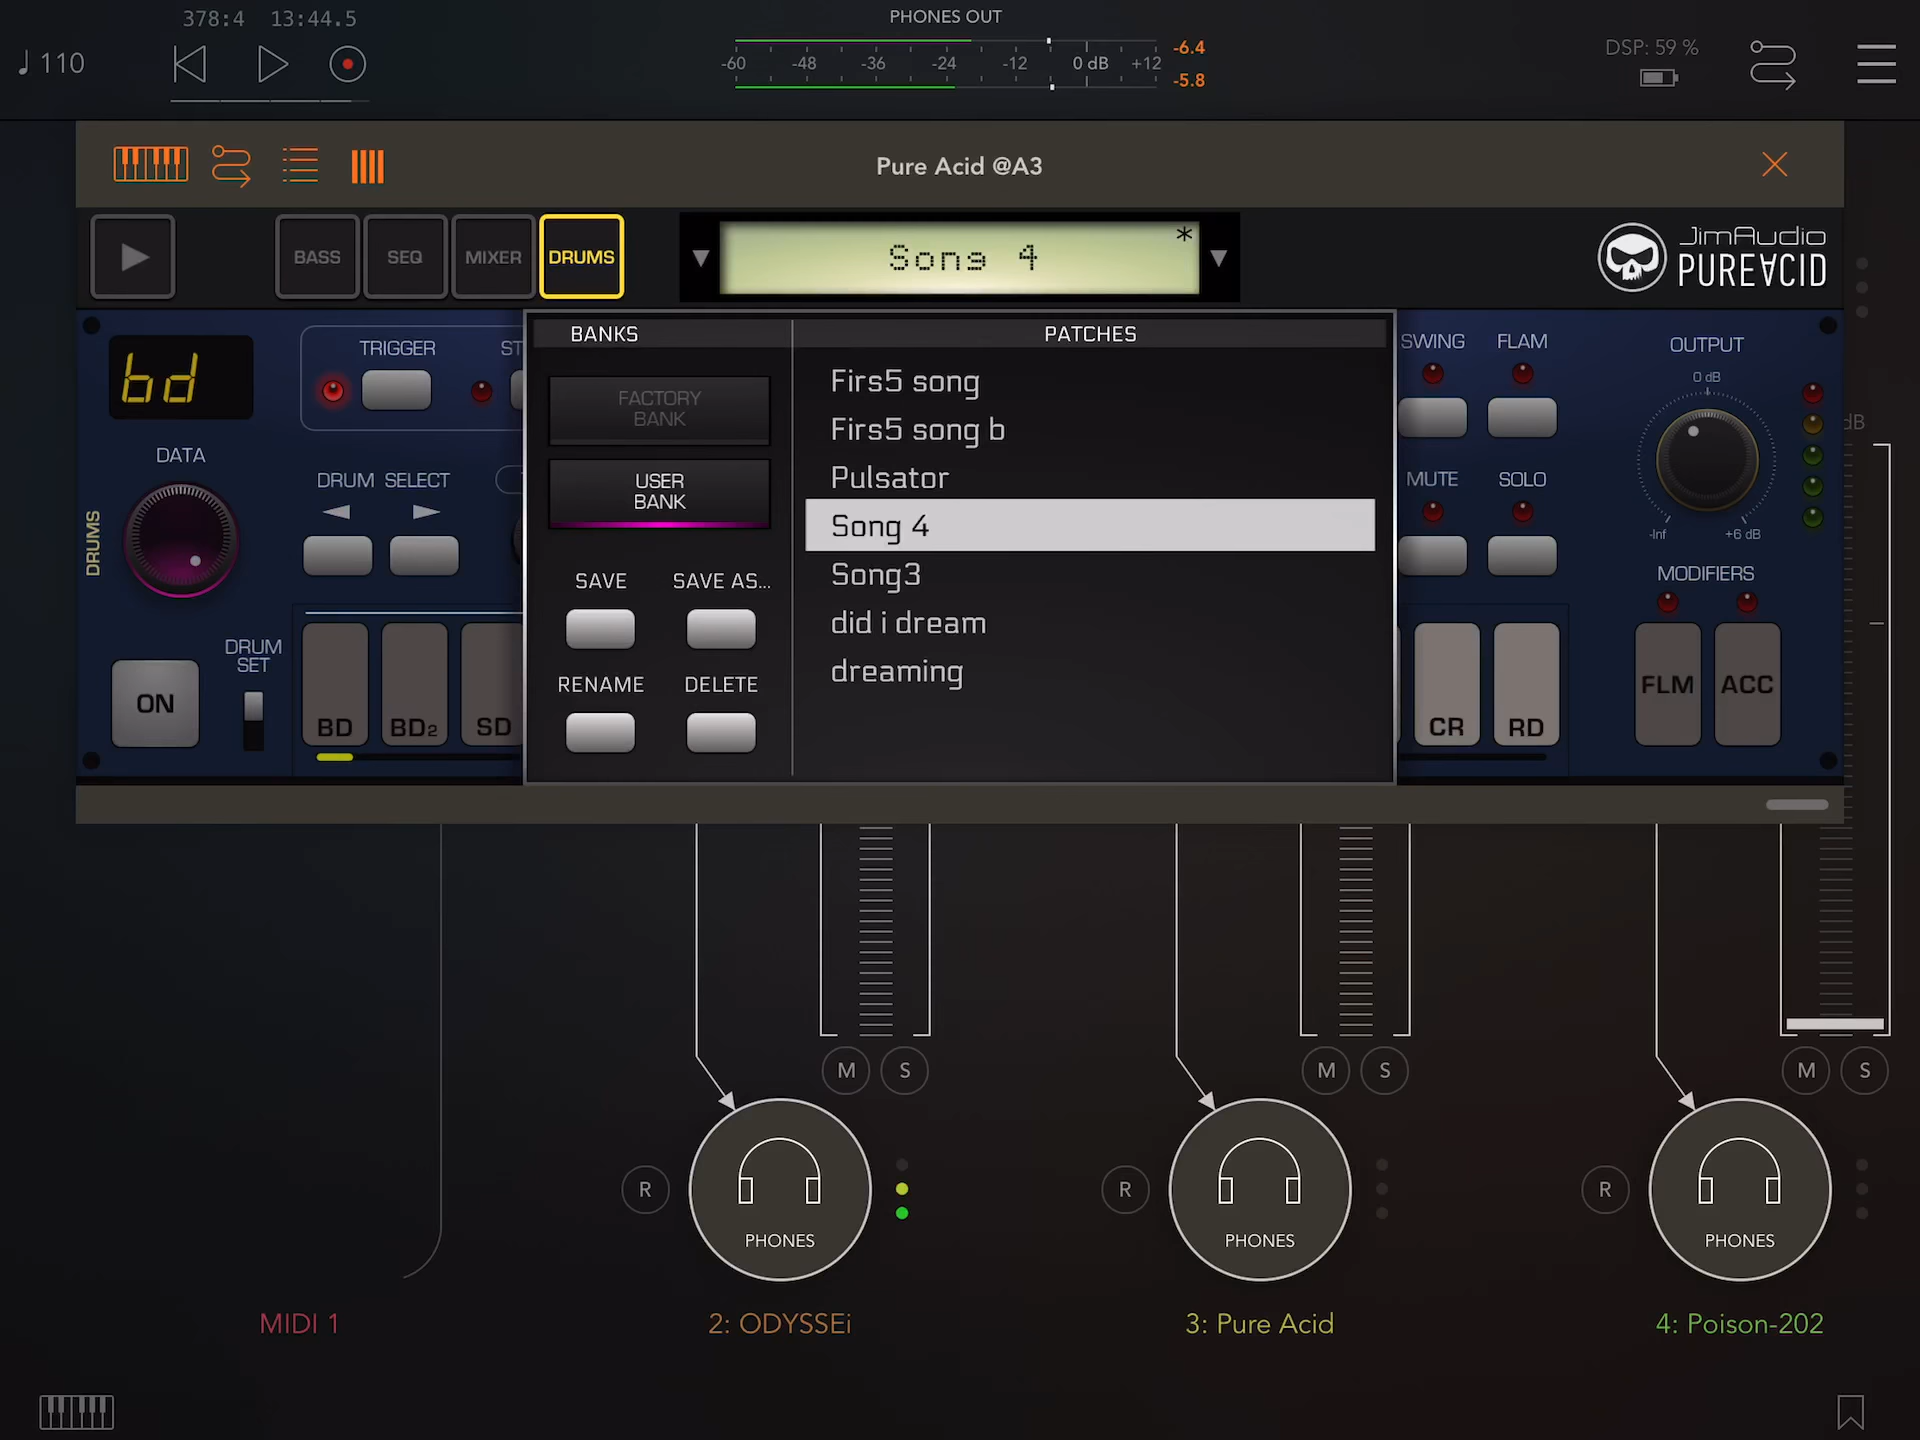 378:4 13:44.5
110
PHONES OUT
-60 -48 -36 -24 -12 0 dB +12
-6.4
-5.8
DSP: 59 %
Pure Acid @A3
BASS SEQ MIXER DRUMS
Song 4 *
JimAudio
PUREACID
bd
TRIGGER ST
DATA
DRUM SELECT
DRUMS
ON
DRUM
SET
BD BD2 SD
BANKS
FACTORY
BANK
USER
BANK
SAVE SAVE AS...
RENAME DELETE
PATCHES
Firs5 song
Firs5 song b
Pulsator
Song 4
Song3
did i dream
dreaming
SWING FLAM
MUTE SOLO
CR RD
OUTPUT
0 dB
-Inf +6 dB
MODIFIERS
FLM ACC
dB
M S M S M S
R R R
PHONES PHONES PHONES
MIDI 1 2: ODYSSEi 3: Pure Acid 4: Poison-202